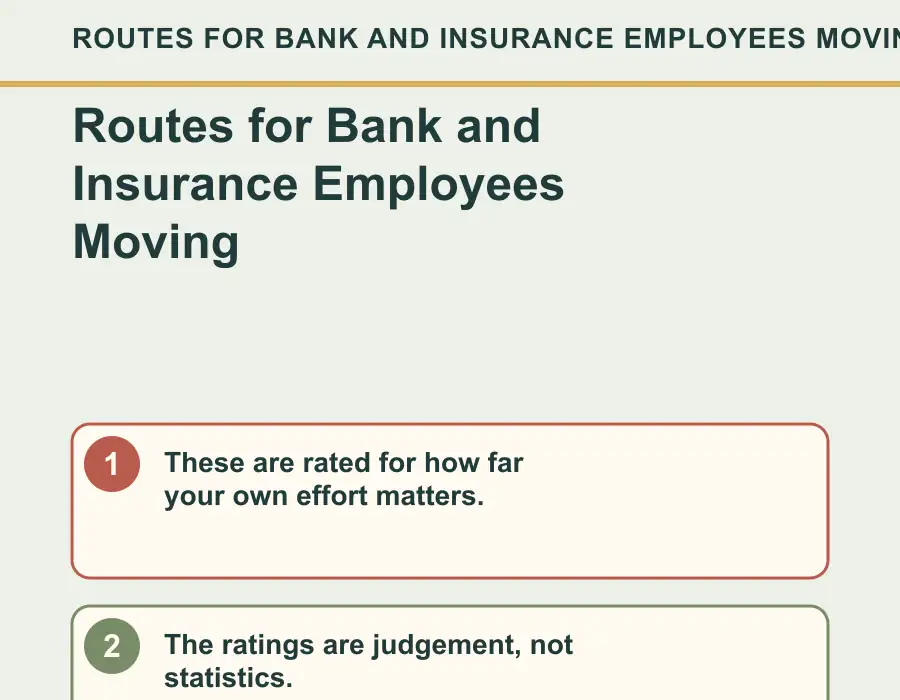 ROUTES FOR BANK AND INSURANCE EMPLOYEES
Routes for Bank and
Insurance Employees
Moving
1
These are rated for how far
your own effort matters.
2
The ratings are judgement, not
statistics.